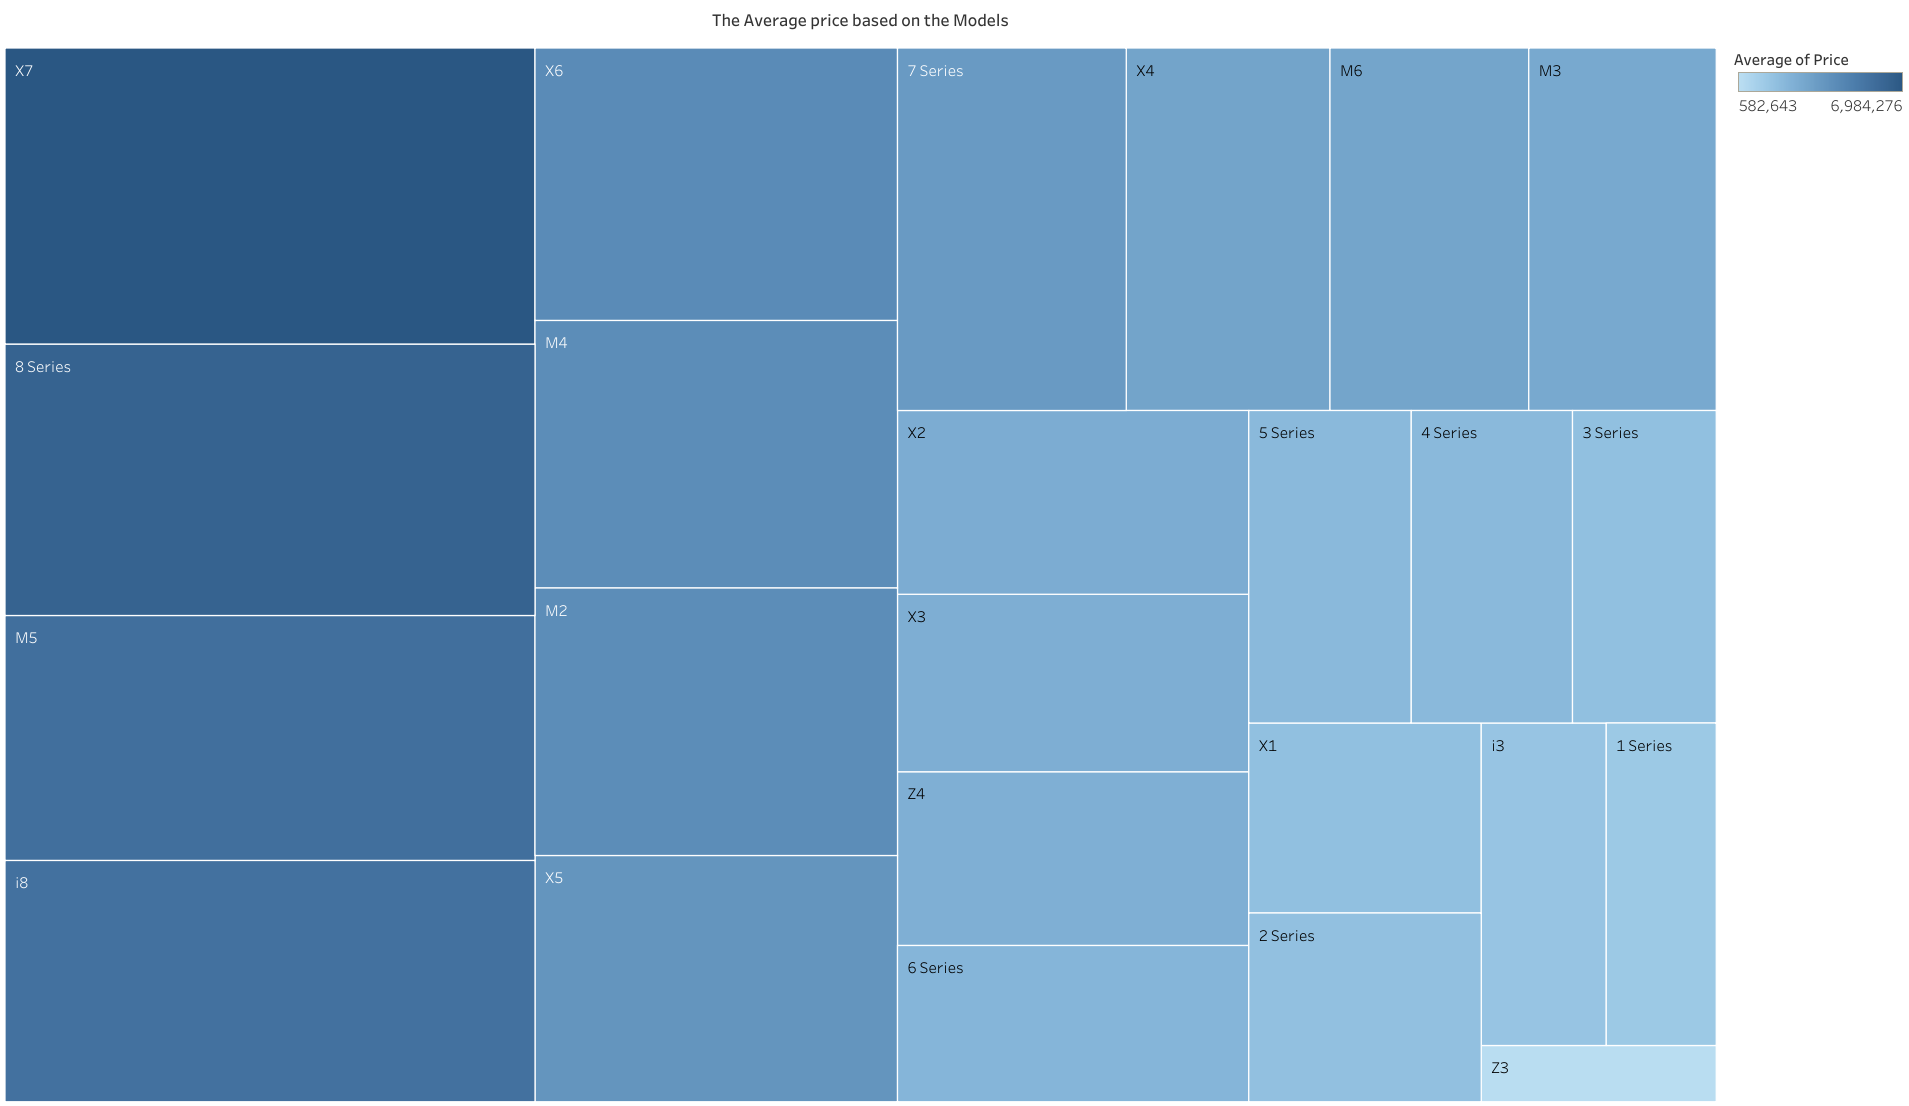 The Average price based on the Models
X7
8 Series
M5
i8
X6
M4
M2
X5
7 Series
X4
M6
M3
X2
X3
Z4
6 Series
5 Series
4 Series
3 Series
X1
2 Series
i3
1 Series
Z3
Average of Price
582,643 6,984,276